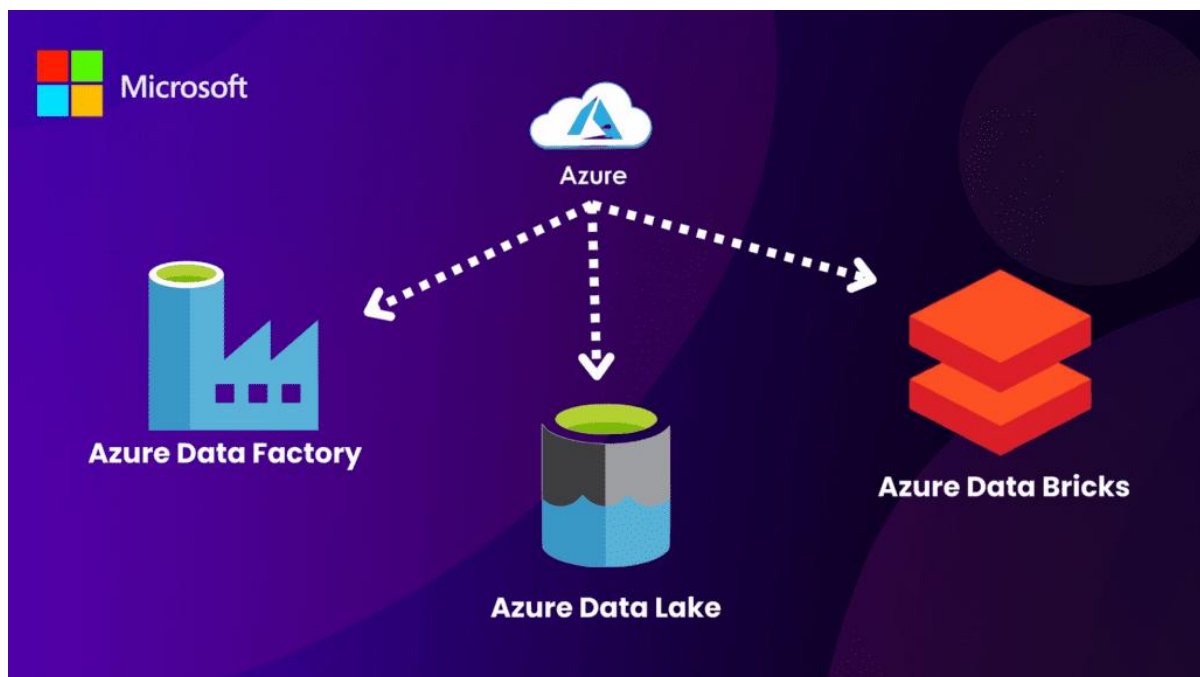 Microsoft
Azure
Azure Data Factory
Azure Data Bricks
Azure Data Lake